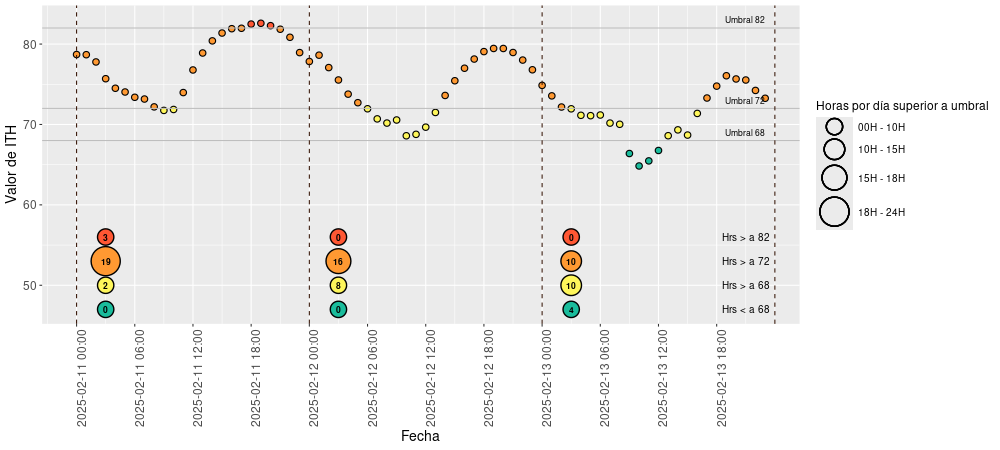 Valor de ITH
80
70
60
50
Umbral 82
Umbral 72
Umbral 68
3
19
2
0
0
16
8
0
0
10
10
4
Hrs > a 82
Hrs > a 72
Hrs > a 68
Hrs < a 68
2025-02-11 00:00
2025-02-11 06:00
2025-02-11 12:00
2025-02-11 18:00
2025-02-12 00:00
2025-02-12 06:00
2025-02-12 12:00
2025-02-12 18:00
2025-02-13 00:00
2025-02-13 06:00
2025-02-13 12:00
2025-02-13 18:00
Fecha
Horas por día superior a umbral
00H - 10H
10H - 15H
15H - 18H
18H - 24H